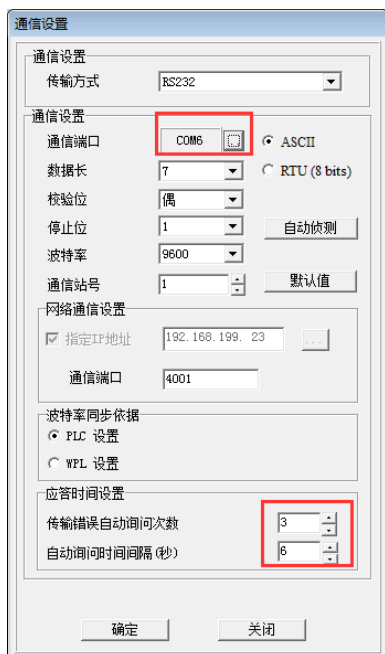 通信设置
通信设置
传输方式 RS232
通信设置
通信端口 COM6 ASCII
数据长 7 RTU (8 bits)
校验位 偶
停止位 1 自动侦测
波特率 9600
通信站号 1 默认值
网络通信设置
指定IP地址 192.168.199. 23 ...
通信端口 4001
波特率同步依据
PLC 设置
WPL 设置
应答时间设置
传输错误自动询问次数 3
自动询问时间间隔(秒) 6
确定 关闭